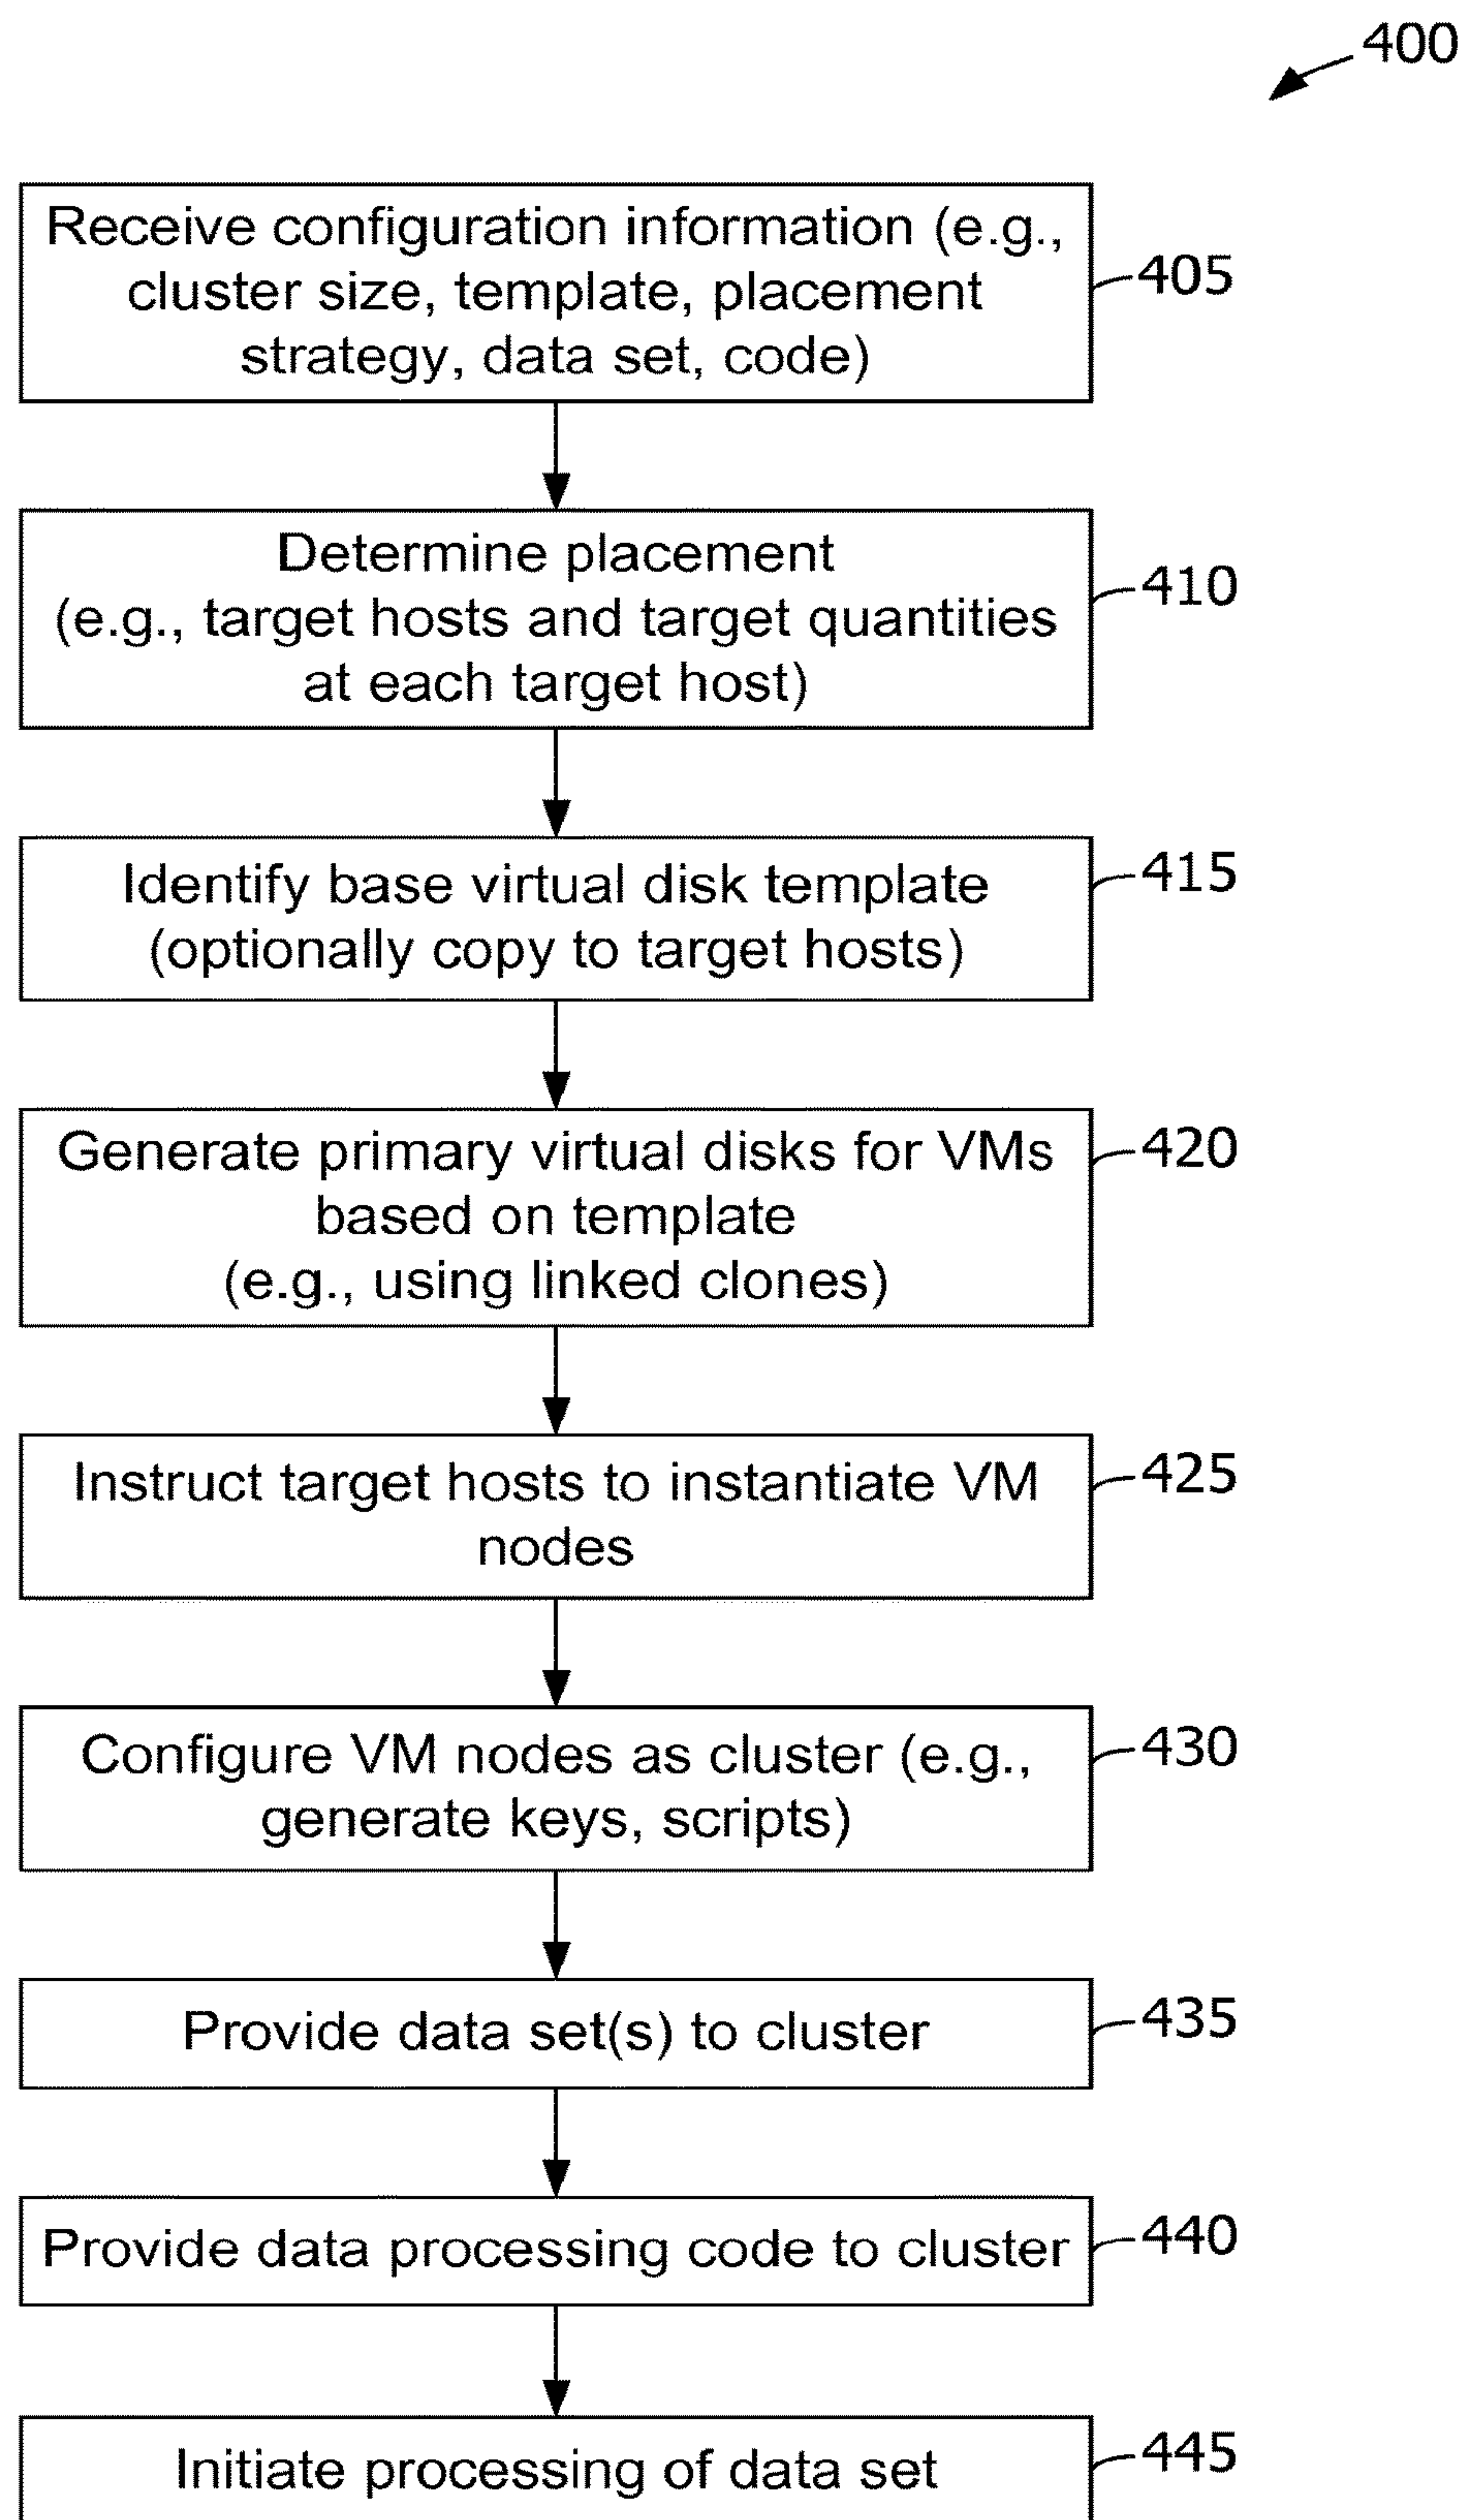 400
Receive configuration information (e.g.,
cluster size, template, placement
strategy, data set, code)
405
Determine placement
(e.g., target hosts and target quantities
at each target host)
410
Identify base virtual disk template
(optionally copy to target hosts)
415
Generate primary virtual disks for VMs
based on template
(e.g., using linked clones)
420
Instruct target hosts to instantiate VM
nodes
425
Configure VM nodes as cluster (e.g.,
generate keys, scripts)
430
Provide data set(s) to cluster
435
Provide data processing code to cluster
440
Initiate processing of data set
445